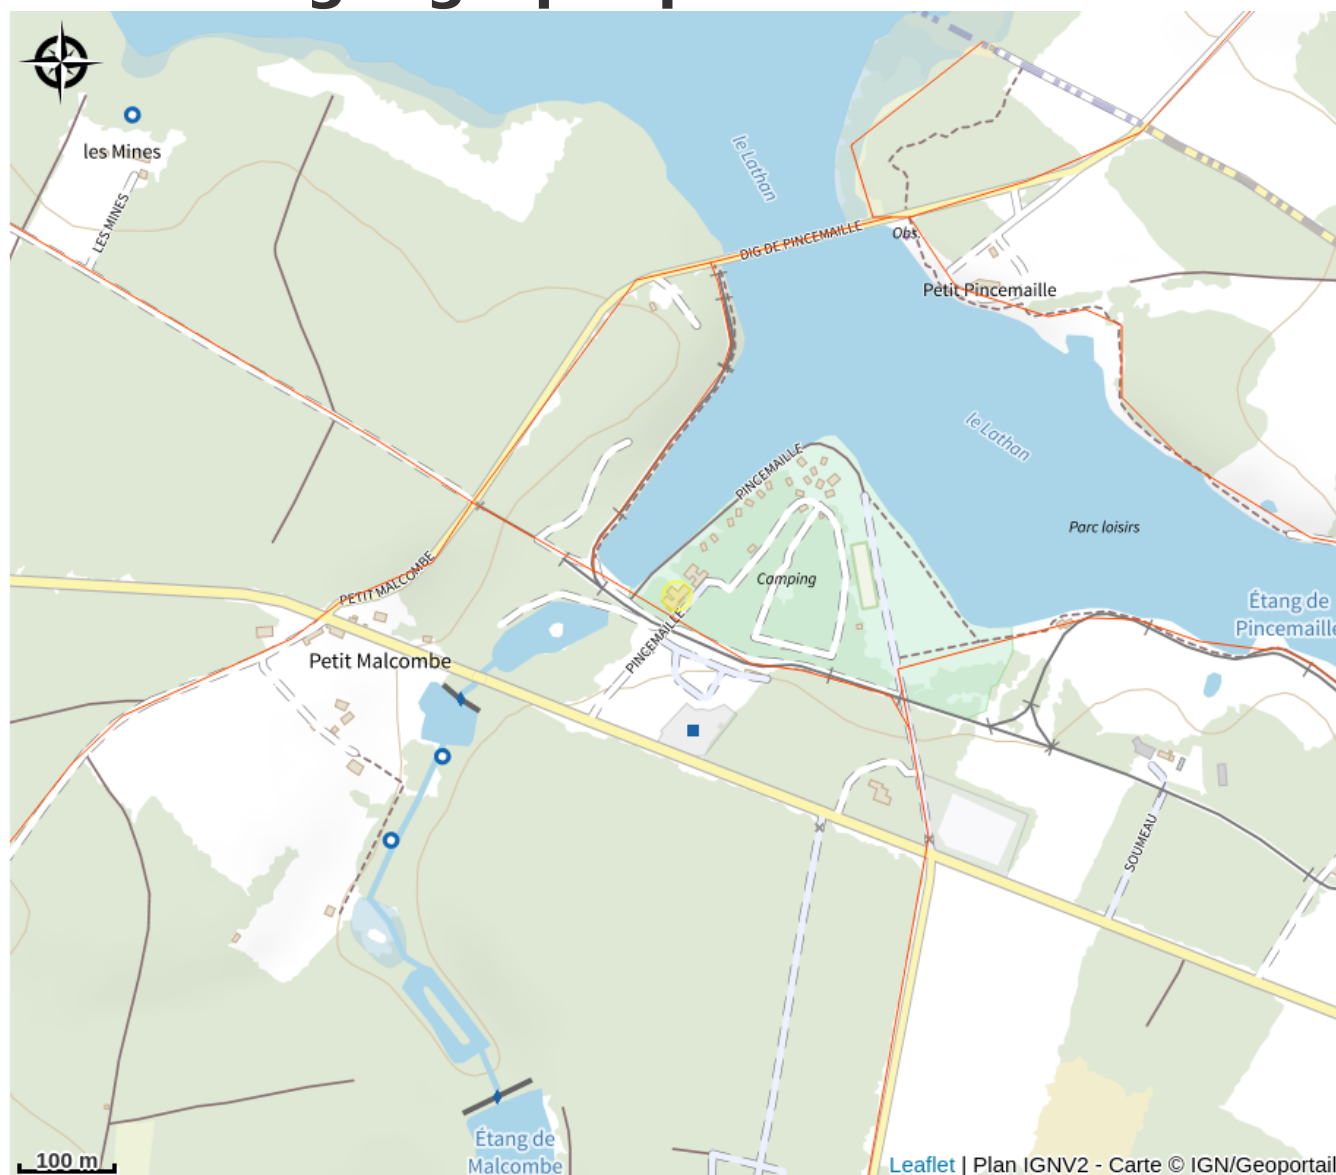 les Mines
LES MINES
le Lathan
DIG DE PINCEMAILLE
Obs.
Petit Pincemaille
le Lathan
PINCEMAILLE
Parc loisirs
Camping
PETIT MALCOMBE
Étang de
Pincemaille
PINCEMAILLE
Petit Malcombe
SOUMEAU
Étang de
Malcombe
100 m
Leaflet | Plan IGNV2 - Carte © IGN/Geoportail